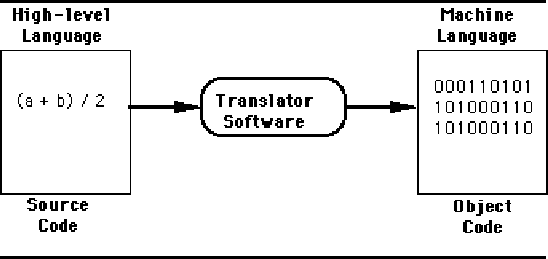 High-level
Language
(a + b) / 2
Source
Code
Translator
Software
Machine
Language
000110101
101000110
101000110
Object
Code